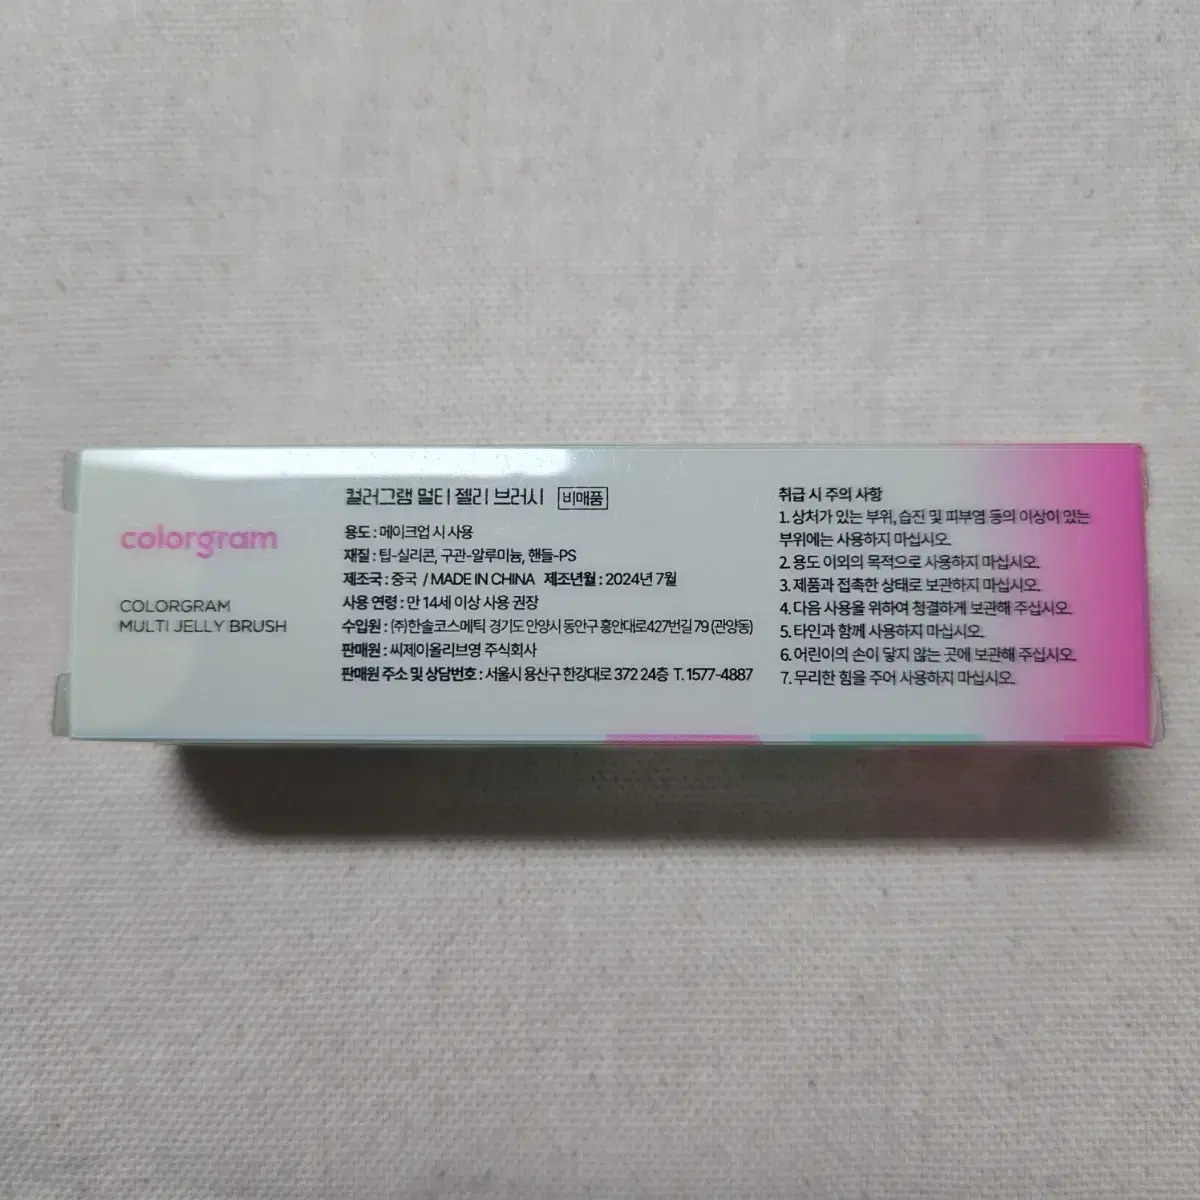 colorgram
COLORGRAM
MULTI JELLY BRUSH
컬러그램 멀티 젤리 브러시 비매품
용도 : 메이크업 시 사용
재질 : 팁-실리콘, 구관-알루미늄, 핸들-PS
제조국 : 중국 / MADE IN CHINA 제조년월 : 2024년 7월
사용 연령 : 만 14세 이상 사용 권장
수입원 : (주)한솔코스메틱 경기도 안양시 동안구 흥안대로427번길 79 (관양동)
판매원 : 씨제이올리브영 주식회사
판매원 주소 및 상담번호 : 서울시 용산구 한강대로 372 24층 T. 1577-4887
취급 시 주의 사항
1. 상처가 있는 부위, 습진 및 피부염 등의 이상이 있는
부위에는 사용하지 마십시오.
2. 용도 이외의 목적으로 사용하지 마십시오.
3. 제품과 접촉한 상태로 보관하지 마십시오.
4. 다음 사용을 위하여 청결하게 보관해 주십시오.
5. 타인과 함께 사용하지 마십시오.
6. 어린이의 손이 닿지 않는 곳에 보관해 주십시오.
7. 무리한 힘을 주어 사용하지 마십시오.